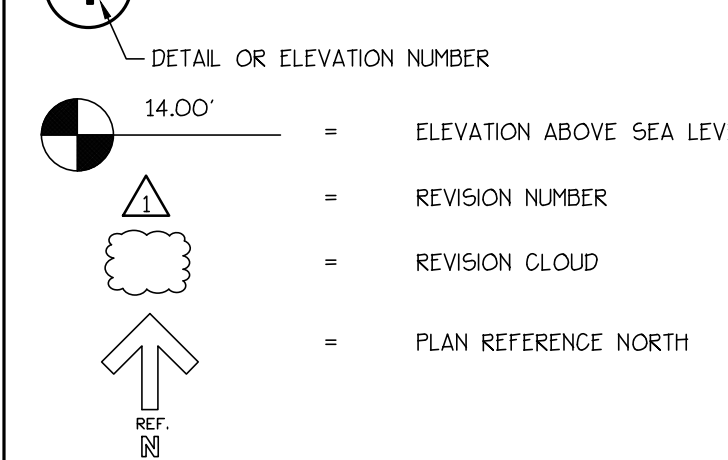 DETAIL OR ELEVATION NUMBER
14.00' = ELEVATION ABOVE SEA LEV
1 = REVISION NUMBER
= REVISION CLOUD
= PLAN REFERENCE NORTH
REF.
N